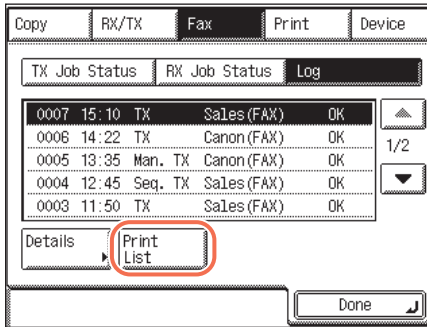 Copy RX/TX Fax Print Device
TX Job Status RX Job Status Log
0007 15:10 TX Sales(FAX) OK
0006 14:22 TX Canon(FAX) OK
0005 13:35 Man. TX Canon(FAX) OK
0004 12:45 Seq. TX Sales(FAX) OK
0003 11:50 TX Sales(FAX) OK
1/2
Details
Print
List
Done